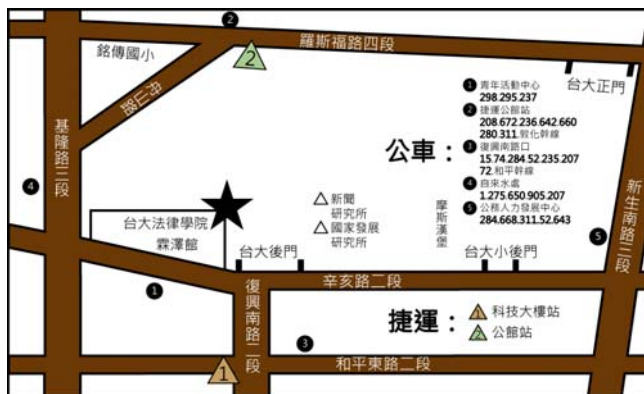 2
羅斯福路四段
銘傳國小
2
舟山路
台大正門
基隆路三段
公車：
1 青年活動中心
298.295.237
2 捷運公館站
208.672.236.642.660
280.311.敦化幹線
3 復興南路口
15.74.284.52.235.207
72.和平幹線
4 自來水處
1.275.650.905.207
5 公務人力發展中心
284.668.311.52.643
新生南路三段
4
台大法律學院
霖澤館
△新聞
研究所
△國家發展
研究所
摩斯漢堡
5
台大後門
台大小後門
1
辛亥路二段
復興南路二段
捷運：
1 科技大樓站
2 公館站
3
1
和平東路二段